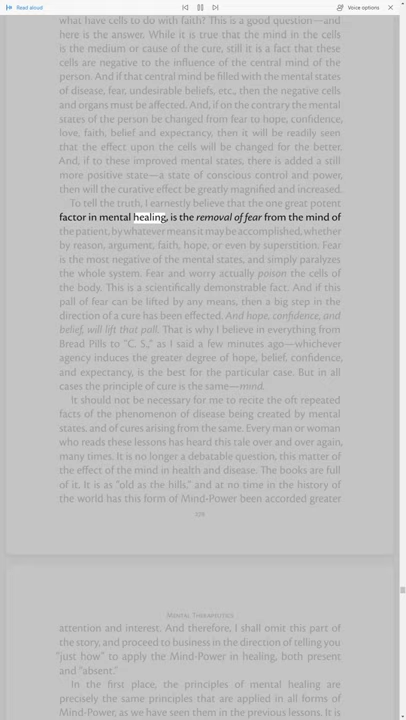 Read aloud
Voice options
what have cells to do with faith? This is a good question—and
here is the answer. While it is true that the mind in the cells
is the medium or cause of the cure, still it is a fact that these
cells are negative to the influence of the central mind of the
person. And if that central mind be filled with the mental states
of disease, fear, undesirable beliefs, etc., then the negative cells
and organs must be affected. And, if on the contrary the mental
states of the person be changed from fear to hope, confidence,
love, faith, belief and expectancy, then it will be readily seen
that the effect upon the cells will be changed for the better.
And, if to these improved mental states, there is added a still
more positive state—a state of conscious control and power,
then will the curative effect be greatly magnified and increased.
To tell the truth, I earnestly believe that the one great potent
factor in mental healing, is the removal of fear from the mind of
the patient, by whatever means it may be accomplished, whether
by reason, argument, faith, hope, or even by superstition. Fear
is the most negative of the mental states, and simply paralyzes
the whole system. Fear and worry actually poison the cells of
the body. This is a scientifically demonstrable fact. And if this
pall of fear can be lifted by any means, then a big step in the
direction of a cure has been effected. And hope, confidence, and
belief, will lift that pall. That is why I believe in everything from
Bread Pills to "C. S.," as I said a few minutes ago—whichever
agency induces the greater degree of hope, belief, confidence,
and expectancy, is the best for the particular case. But in all
cases the principle of cure is the same—mind.
It should not be necessary for me to recite the oft repeated
facts of the phenomenon of disease being created by mental
states, and of cures arising from the same. Every man or woman
who reads these lessons has heard this tale over and over again,
many times. It is no longer a debatable question, this matter of
the effect of the mind in health and disease. The books are full
of it. It is as "old as the hills," and at no time in the history of
the world has this form of Mind-Power been accorded greater
Mental Therapeutics
attention and interest. And therefore, I shall omit this part of
the story, and proceed to business in the direction of telling you
"just how" to apply the Mind-Power in healing, both present
and "absent."
In the first place, the principles of mental healing are
precisely the same principles that are applied in all forms of
Mind-Power, as we have seen them in the previous lessons. It is